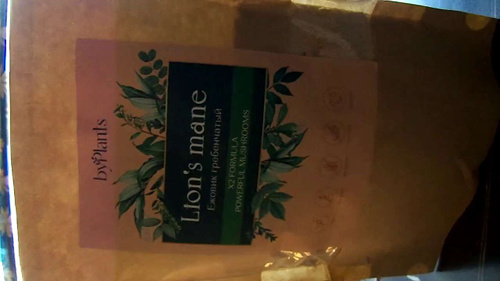 byPlants
Lion's mane
Ежовик гребенчатый
X2 FORMULA
POWERFUL MUSHROOMS